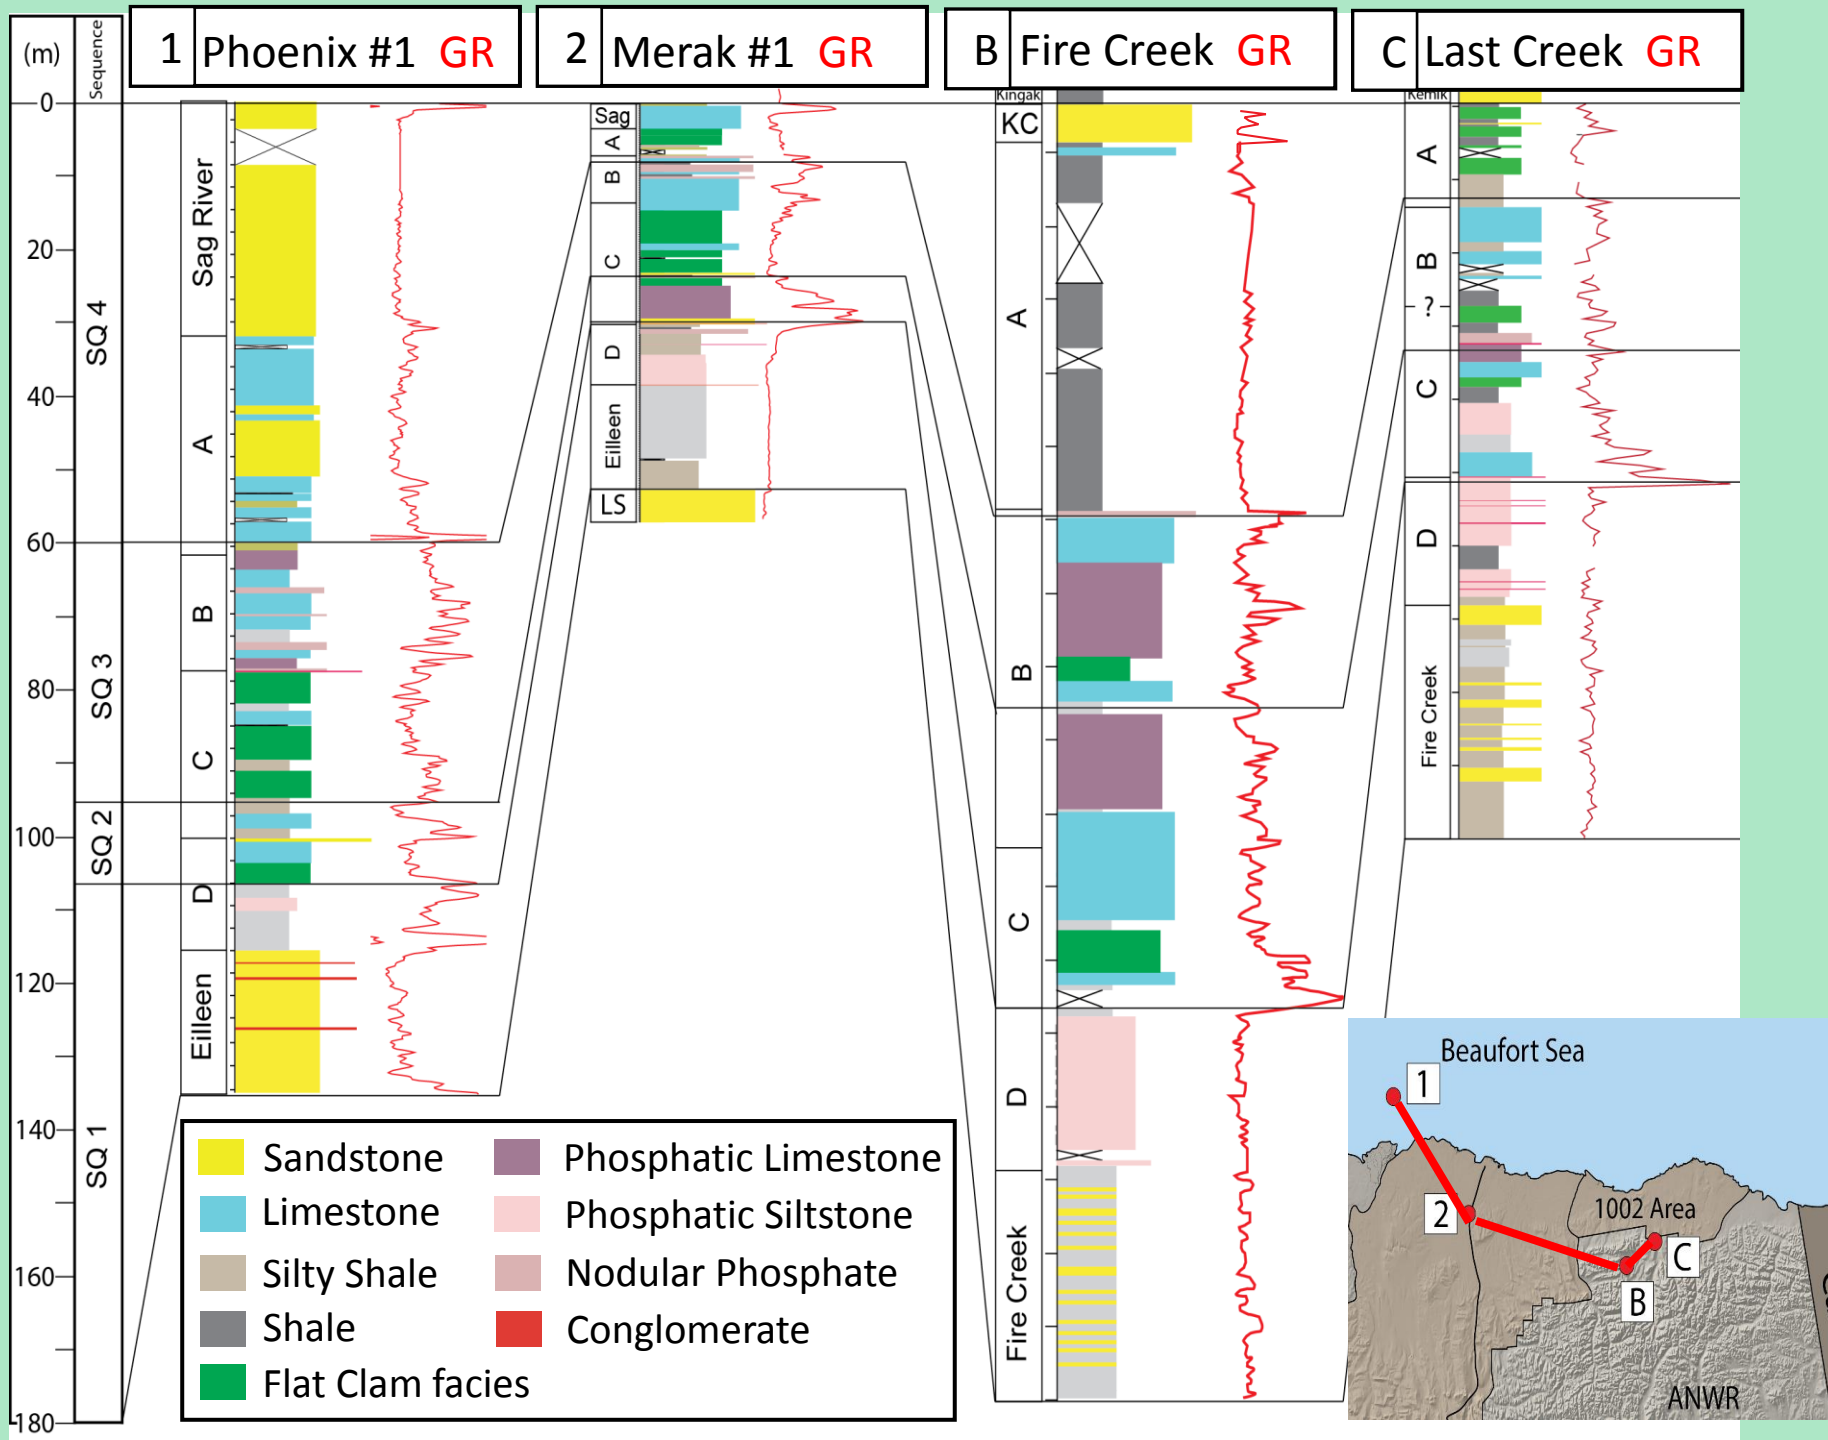 (m)
Sequence
1 Phoenix #1 GR
2 Merak #1 GR
B Fire Creek GR
C Last Creek GR
0
20
40
60
80
100
120
140
160
180
SQ 4
SQ 3
SQ 2
SQ 1
Sag River
A
B
C
D
Eilleen
Sag
A
B
C
D
Eilleen
LS
Kingak
KC
A
B
C
D
Fire Creek
Kemik
A
B
?
C
D
Fire Creek
Sandstone
Limestone
Silty Shale
Shale
Flat Clam facies
Phosphatic Limestone
Phosphatic Siltstone
Nodular Phosphate
Conglomerate
Beaufort Sea
1
2
1002 Area
C
B
ANWR